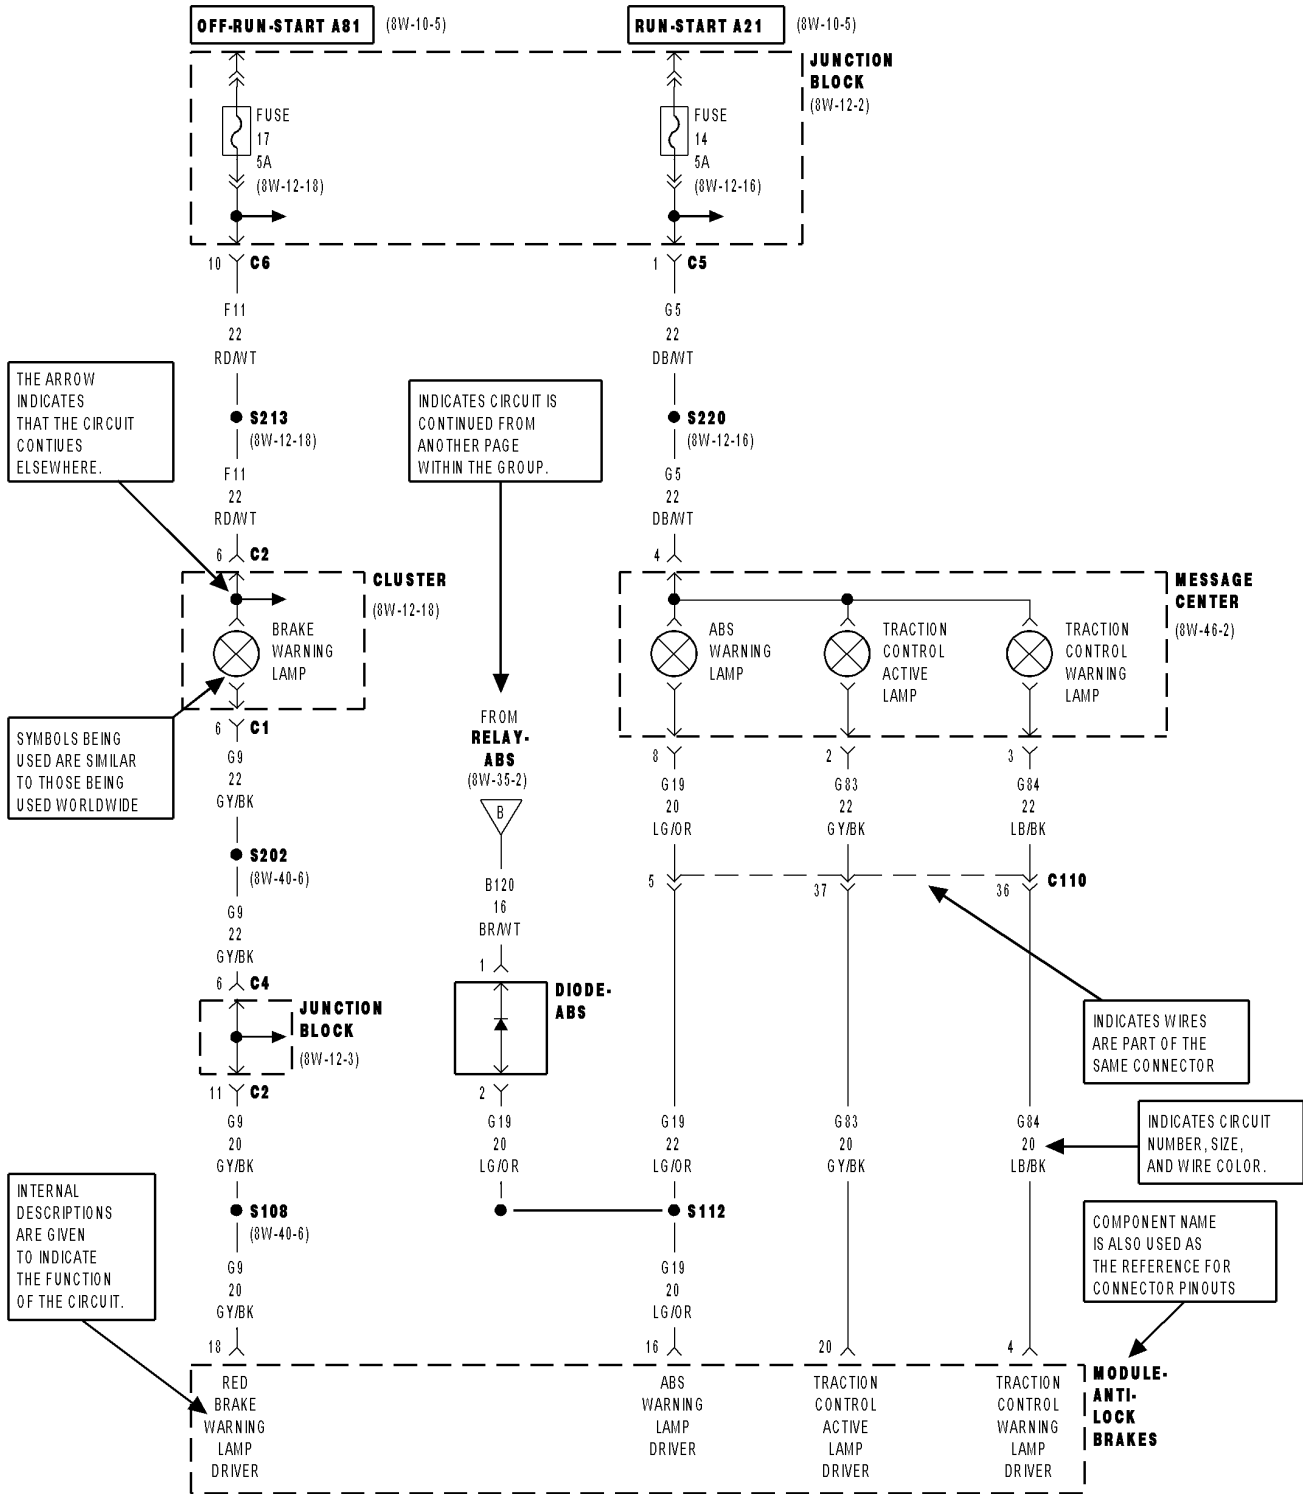 OFF-RUN-START A81
(8W-10-5)
RUN-START A21
(8W-10-5)
JUNCTION
BLOCK
(8W-12-2)
FUSE
17
5A
(8W-12-18)
FUSE
14
5A
(8W-12-16)
10
C6
1
C5
F11
22
RD/WT
G5
22
DB/WT
THE ARROW
INDICATES
THAT THE CIRCUIT
CONTIUES
ELSEWHERE.
INDICATES CIRCUIT IS
CONTINUED FROM
ANOTHER PAGE
WITHIN THE GROUP.
S213
(8W-12-18)
S220
(8W-12-16)
F11
22
RD/WT
G5
22
DB/WT
6
C2
4
CLUSTER
(8W-12-18)
MESSAGE
CENTER
(8W-46-2)
BRAKE
WARNING
LAMP
ABS
WARNING
LAMP
TRACTION
CONTROL
ACTIVE
LAMP
TRACTION
CONTROL
WARNING
LAMP
SYMBOLS BEING
USED ARE SIMILAR
TO THOSE BEING
USED WORLDWIDE
6
C1
G9
22
GY/BK
FROM
RELAY-
ABS
(8W-35-2)
B
8
2
3
G19
20
LG/OR
G83
22
GY/BK
G84
22
LB/BK
S202
(8W-40-6)
B120
16
BR/WT
5
37
36
C110
G9
22
GY/BK
6
C4
1
DIODE-
ABS
JUNCTION
BLOCK
(8W-12-3)
INDICATES WIRES
ARE PART OF THE
SAME CONNECTOR
11
C2
2
G9
20
GY/BK
G19
20
LG/OR
G19
22
LG/OR
G83
20
GY/BK
G84
20
LB/BK
INDICATES CIRCUIT
NUMBER, SIZE,
AND WIRE COLOR.
INTERNAL
DESCRIPTIONS
ARE GIVEN
TO INDICATE
THE FUNCTION
OF THE CIRCUIT.
S108
(8W-40-6)
S112
COMPONENT NAME
IS ALSO USED AS
THE REFERENCE FOR
CONNECTOR PINOUTS
G9
20
GY/BK
G19
20
LG/OR
18
16
20
4
RED
BRAKE
WARNING
LAMP
DRIVER
ABS
WARNING
LAMP
DRIVER
TRACTION
CONTROL
ACTIVE
LAMP
DRIVER
TRACTION
CONTROL
WARNING
LAMP
DRIVER
MODULE-
ANTI-
LOCK
BRAKES